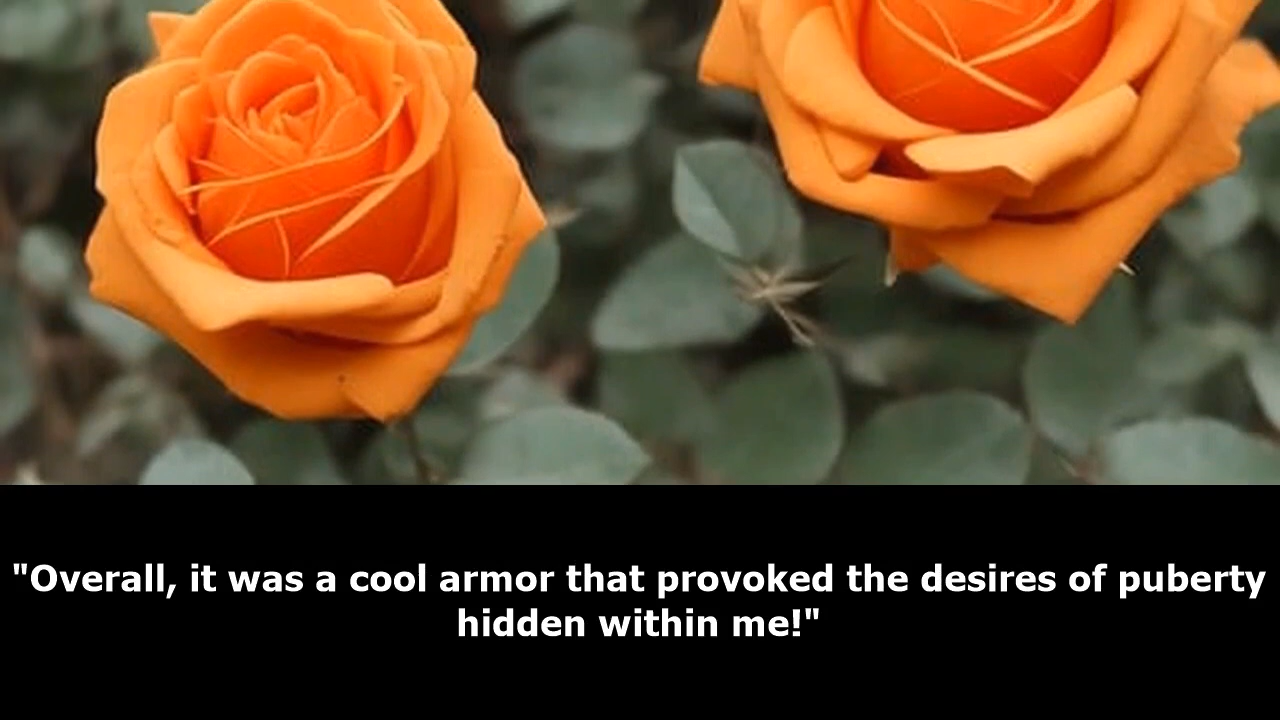 "Overall, it was a cool armor that provoked the desires of puberty
hidden within me!"